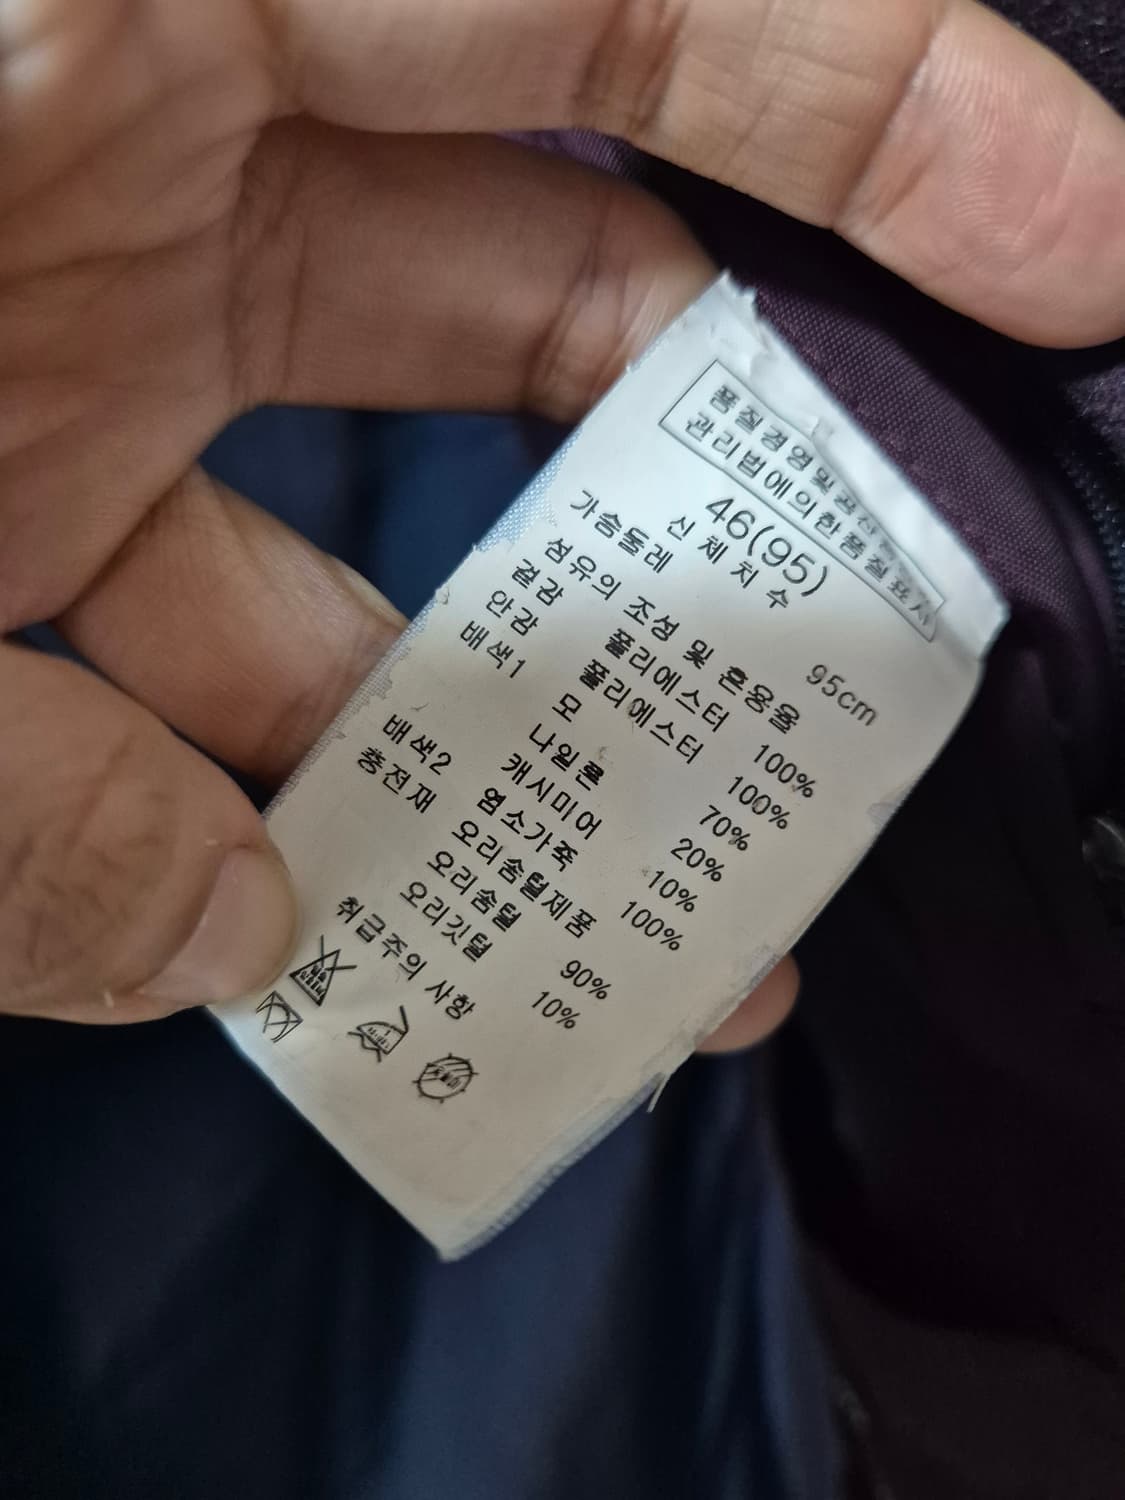 품질경영및공산품안전
관리법에의한품질표시
46(95)
신체치수
가슴둘레 95cm
섬유의 조성 및 혼용율
겉감 폴리에스터 100%
안감 폴리에스터 100%
배색1 모 70%
나일론 20%
캐시미어 10%
배색2 염소가죽 100%
충전재 오리솜털제품
오리솜털 90%
오리깃털 10%
취급주의 사항